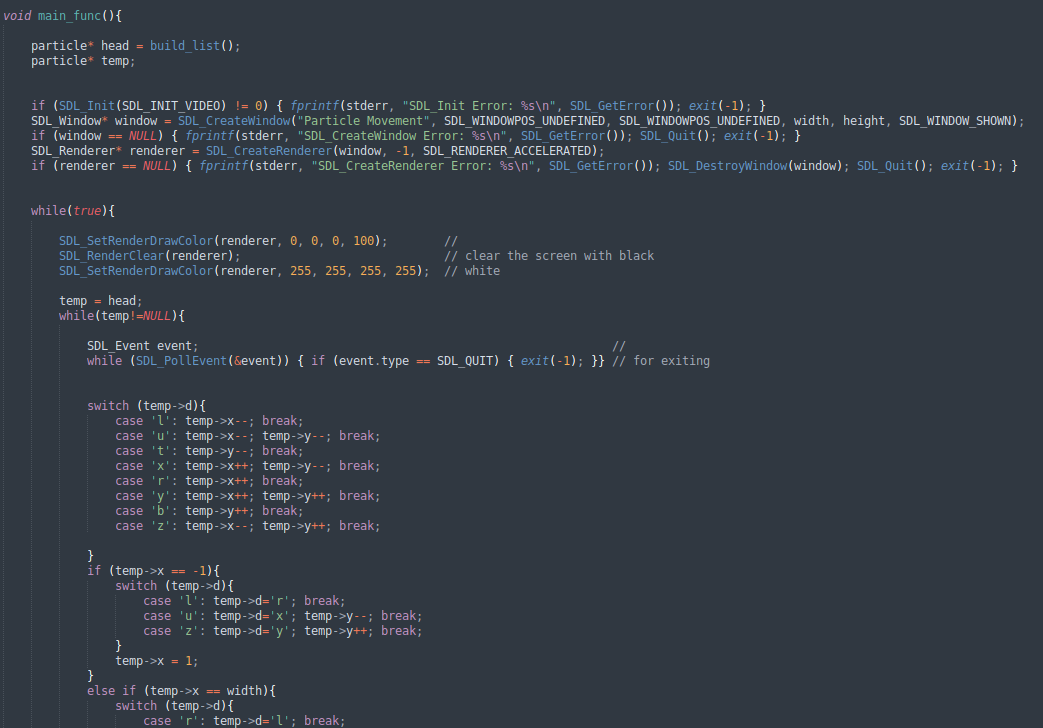 void main_func(){
particle* head = build_list();
particle* temp;
if (SDL_Init(SDL_INIT_VIDEO) != 0) { fprintf(stderr, "SDL_Init Error: %s\n", SDL_GetError()); exit(-1); }
SDL_Window* window = SDL_CreateWindow("Particle Movement", SDL_WINDOWPOS_UNDEFINED, SDL_WINDOWPOS_UNDEFINED, width, height, SDL_WINDOW_SHOWN);
if (window == NULL) { fprintf(stderr, "SDL_CreateWindow Error: %s\n", SDL_GetError()); SDL_Quit(); exit(-1); }
SDL_Renderer* renderer = SDL_CreateRenderer(window, -1, SDL_RENDERER_ACCELERATED);
if (renderer == NULL) { fprintf(stderr, "SDL_CreateRenderer Error: %s\n", SDL_GetError()); SDL_DestroyWindow(window); SDL_Quit(); exit(-1); }
while(true){
SDL_SetRenderDrawColor(renderer, 0, 0, 0, 100); //
SDL_RenderClear(renderer); // clear the screen with black
SDL_SetRenderDrawColor(renderer, 255, 255, 255, 255); // white
temp = head;
while(temp!=NULL){
SDL_Event event; //
while (SDL_PollEvent(&event)) { if (event.type == SDL_QUIT) { exit(-1); }} // for exiting
switch (temp->d){
case 'l': temp->x--; break;
case 'u': temp->x--; temp->y--; break;
case 't': temp->y--; break;
case 'x': temp->x++; temp->y--; break;
case 'r': temp->x++; break;
case 'y': temp->x++; temp->y++; break;
case 'b': temp->y++; break;
case 'z': temp->x--; temp->y++; break;
}
if (temp->x == -1){
switch (temp->d){
case 'l': temp->d='r'; break;
case 'u': temp->d='x'; temp->y--; break;
case 'z': temp->d='y'; temp->y++; break;
}
temp->x = 1;
}
else if (temp->x == width){
switch (temp->d){
case 'r': temp->d='l'; break;